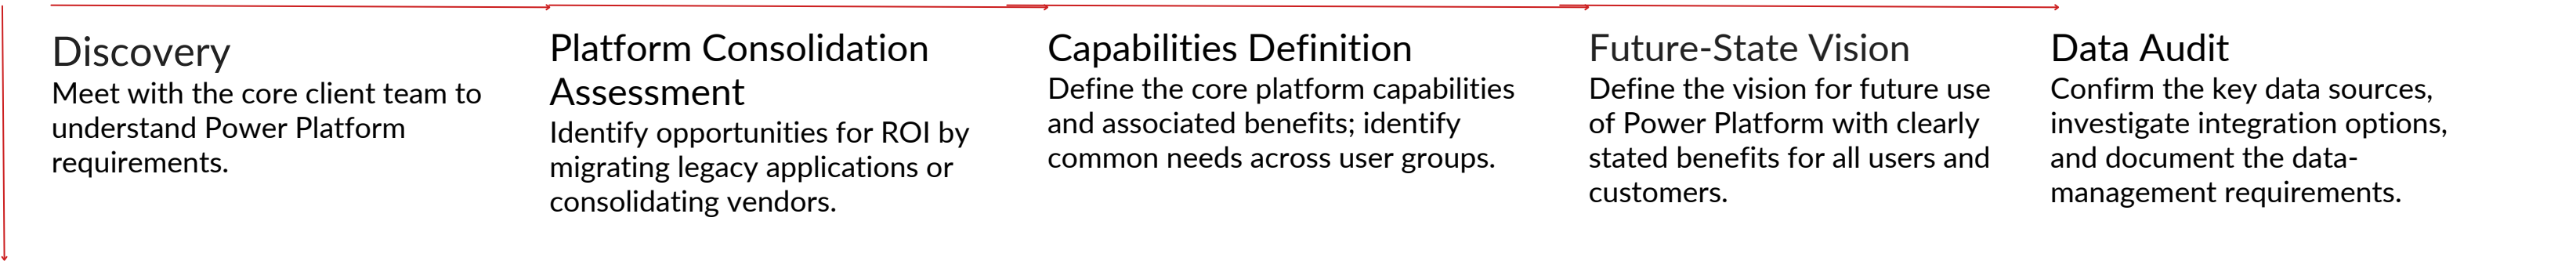 Discovery
Meet with the core client team to
understand Power Platform
requirements.
Platform Consolidation
Assessment
Identify opportunities for ROI by
migrating legacy applications or
consolidating vendors.
Capabilities Definition
Define the core platform capabilities
and associated benefits; identify
common needs across user groups.
Future-State Vision
Define the vision for future use
of Power Platform with clearly
stated benefits for all users and
customers.
Data Audit
Confirm the key data sources,
investigate integration options,
and document the data-
management requirements.